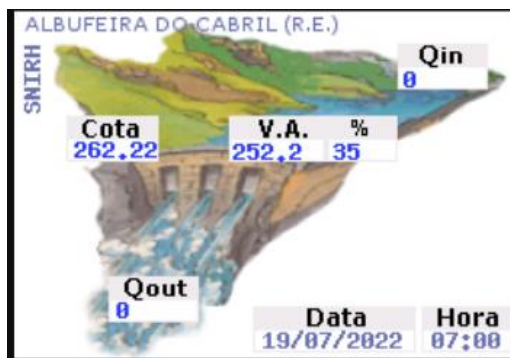 ALBUFEIRA DO CABRIL (R.E.)
SNIRH
Qin
0
Cota
262.22
V.A. %
252.2 35
Qout
0
Data Hora
19/07/2022 07:00